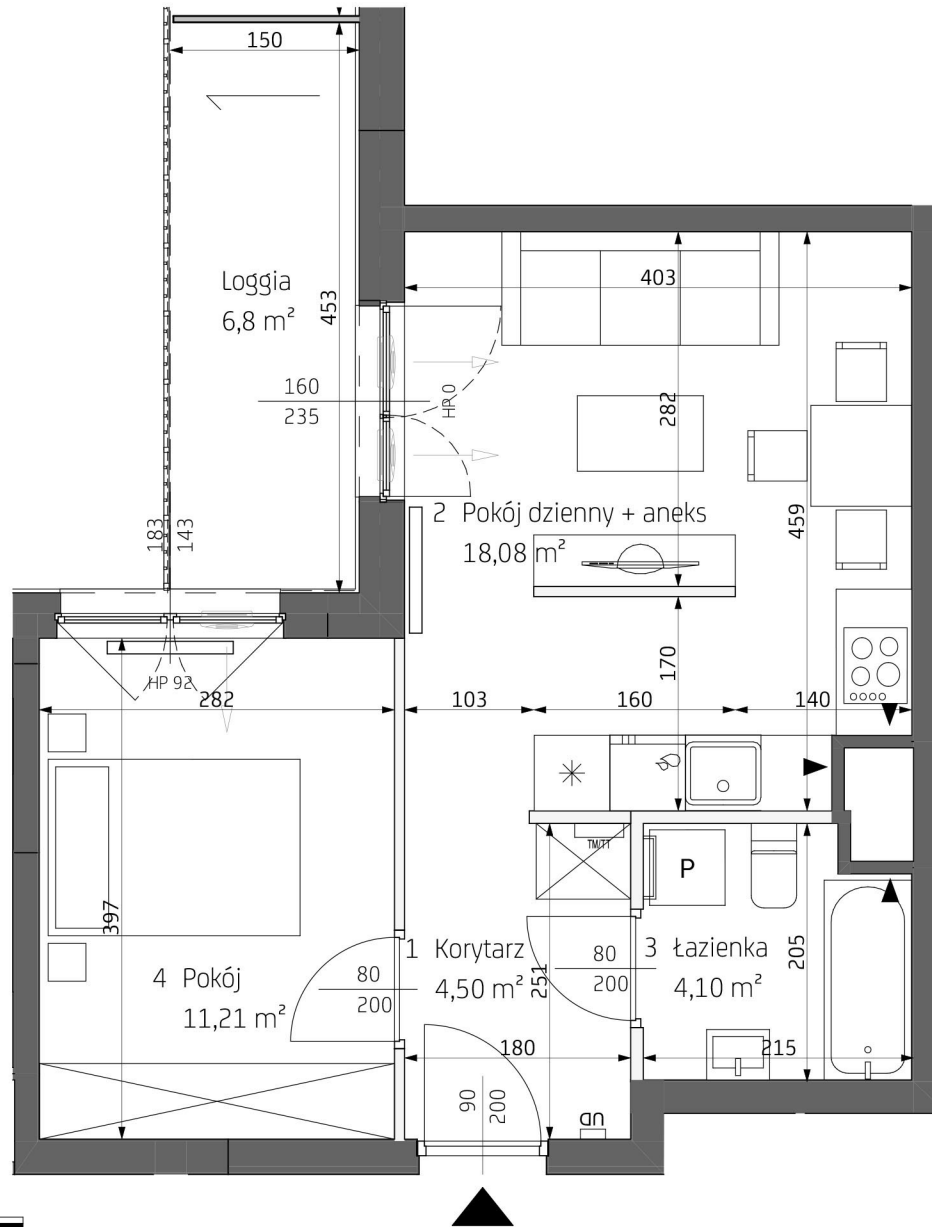 150
Loggia
6,8 m²
453
403
160
235
HP 0
282
2 Pokój dzienny + aneks
18,08 m²
459
183
143
170
HP 92
282
103
160
140
TM/TT
P
397
1 Korytarz
4,50 m²
251
3 Łazienka
4,10 m²
205
80
200
80
200
4 Pokój
11,21 m²
180
215
90
200